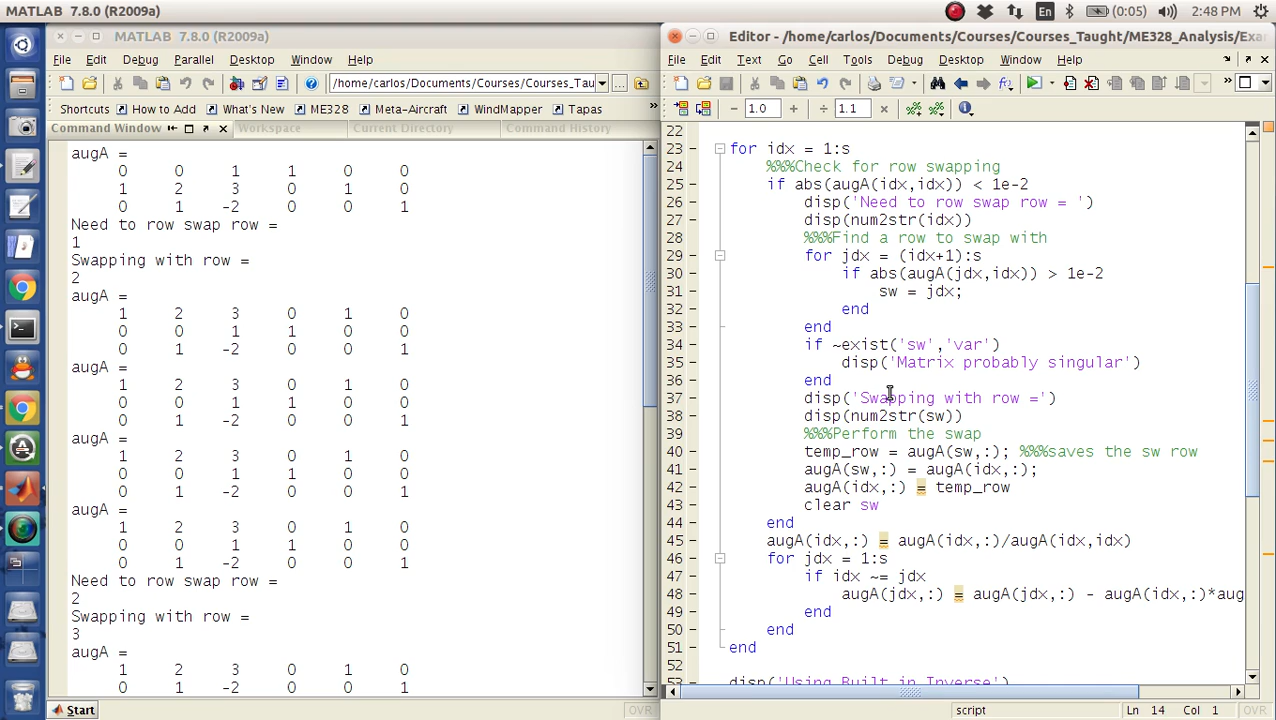 MATLAB 7.8.0 (R2009a)
En
(0:05)
2:48 PM
MATLAB 7.8.0 (R2009a)
File Edit Debug Parallel Desktop Window Help
/home/carlos/Documents/Courses/Courses_Tau
Shortcuts How to Add What's New ME328 Meta-Aircraft WindMapper Tapas
Command Window Workspace Current Directory Command History
augA =
0 0 1 1 0 0
1 2 3 0 1 0
0 1 -2 0 0 1
Need to row swap row =
1
Swapping with row =
2
augA =
1 2 3 0 1 0
0 0 1 1 0 0
0 1 -2 0 0 1
augA =
1 2 3 0 1 0
0 0 1 1 0 0
0 1 -2 0 0 1
augA =
1 2 3 0 1 0
0 0 1 1 0 0
0 1 -2 0 0 1
augA =
1 2 3 0 1 0
0 0 1 1 0 0
0 1 -2 0 0 1
Need to row swap row =
2
Swapping with row =
3
augA =
1 2 3 0 1 0
0 1 -2 0 0 1
Start
OVR
Editor - /home/carlos/Documents/Courses/Courses_Taught/ME328_Analysis/Exa
File Edit Text Go Cell Tools Debug Desktop Window Help
1.0
1.1
22
23 for idx = 1:s
24 %%%Check for row swapping
25 if abs(augA(idx,idx)) < 1e-2
26 disp('Need to row swap row = ')
27 disp(num2str(idx))
28 %%%Find a row to swap with
29 for jdx = (idx+1):s
30 if abs(augA(jdx,idx)) > 1e-2
31 sw = jdx;
32 end
33 end
34 if ~exist('sw','var')
35 disp('Matrix probably singular')
36 end
37 disp('Swapping with row =')
38 disp(num2str(sw))
39 %%%Perform the swap
40 temp_row = augA(sw,:); %%%saves the sw row
41 augA(sw,:) = augA(idx,:);
42 augA(idx,:) = temp_row
43 clear sw
44 end
45 augA(idx,:) = augA(idx,:)/augA(idx,idx)
46 for jdx = 1:s
47 if idx ~= jdx
48 augA(jdx,:) = augA(jdx,:) - augA(idx,:)*aug
49 end
50 end
51 end
52
53 disp('Using Built in Inverse')
script
Ln 14 Col 1
OVR